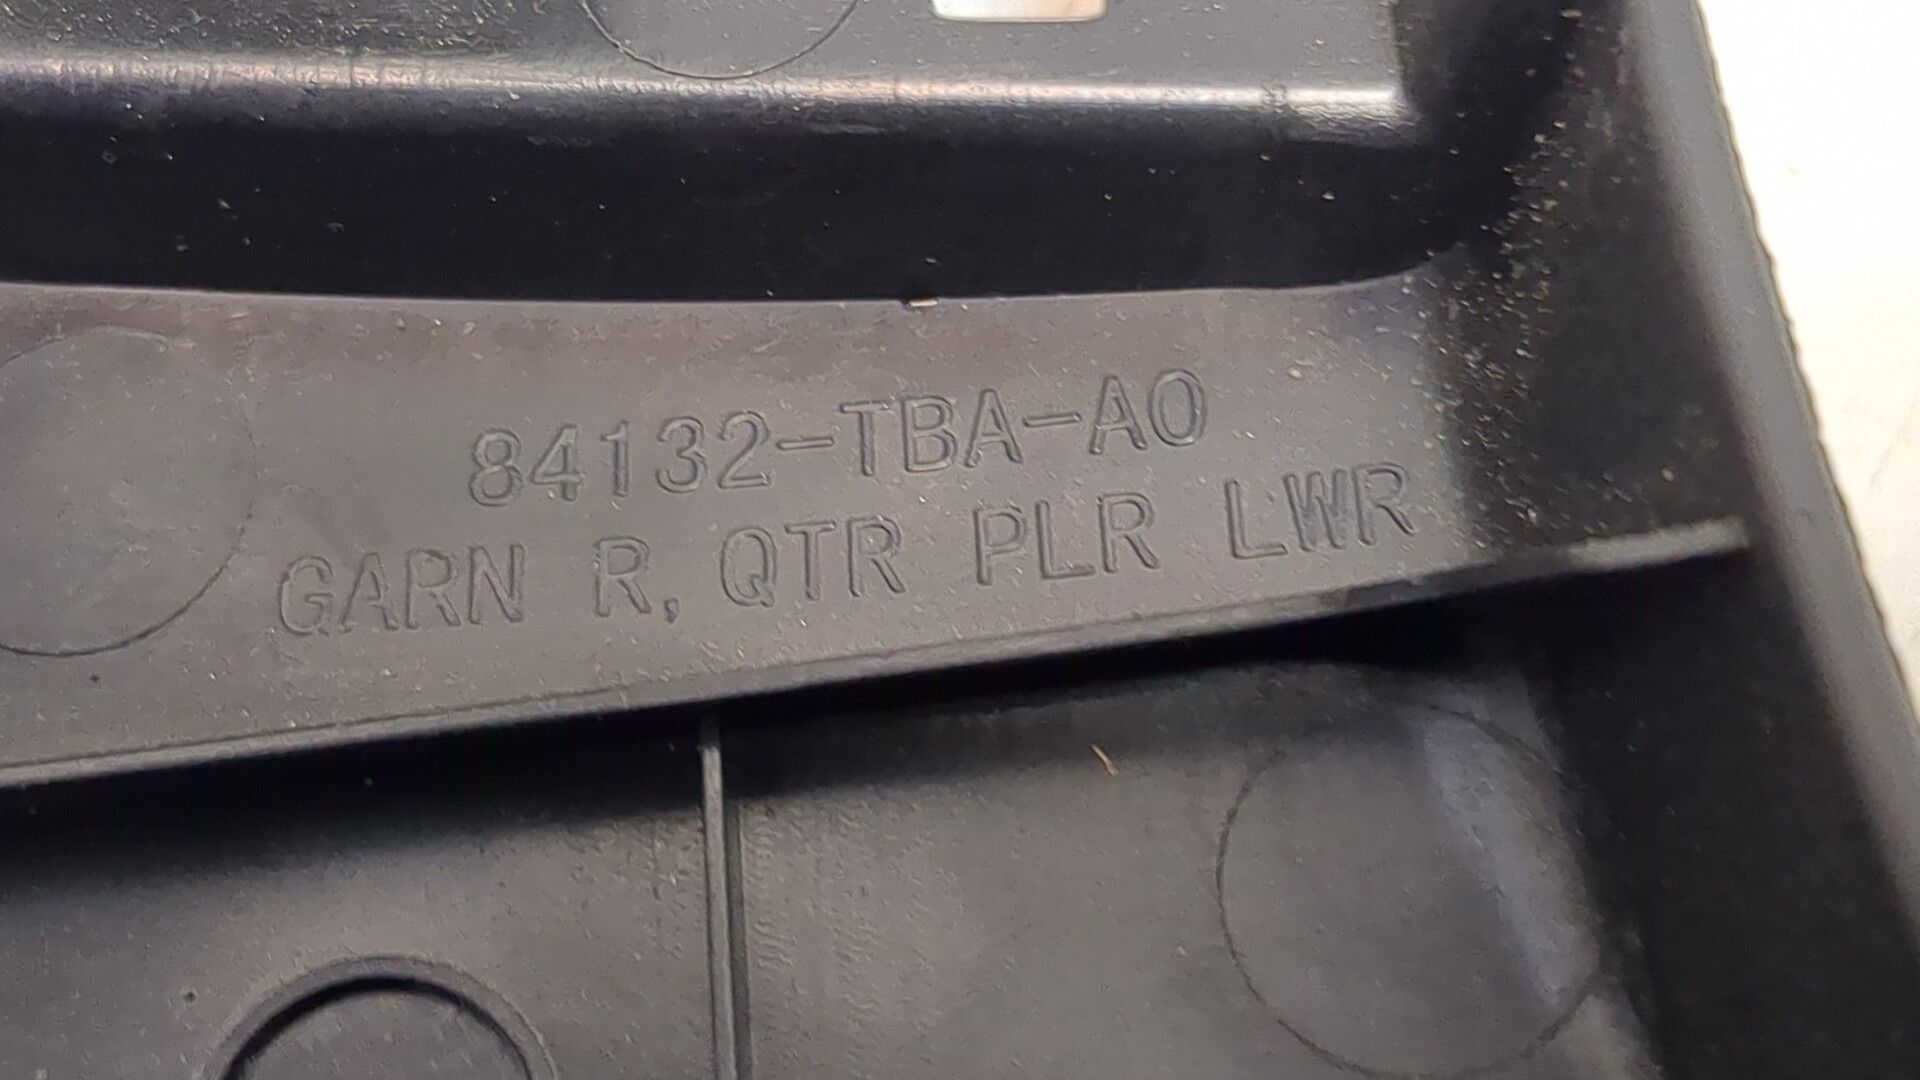 84132-TBA-A0
GARN R, QTR PLR LWR